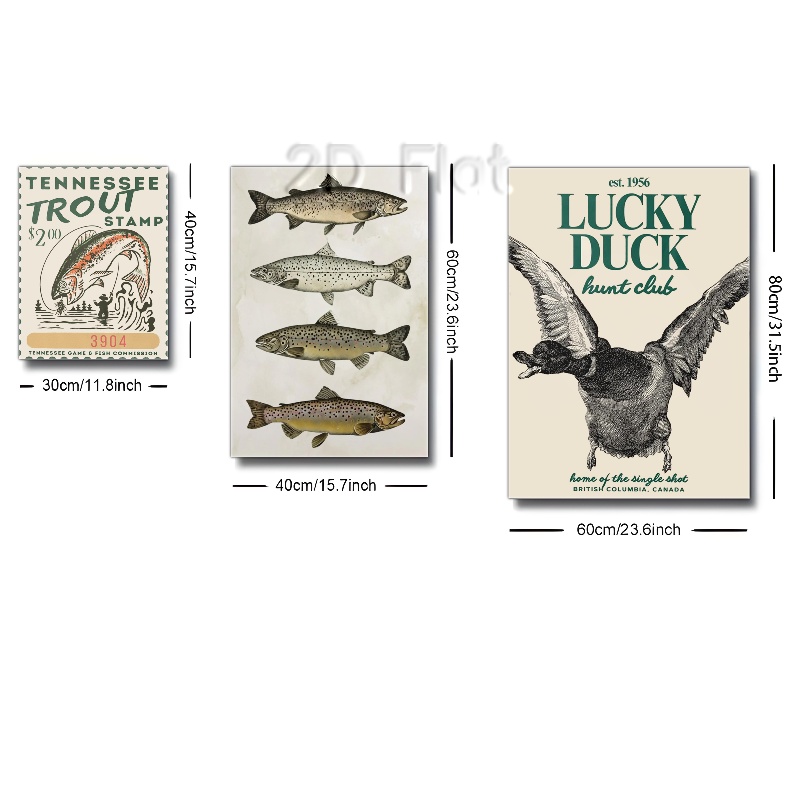 2D Flat
TENNESSEE
TROUT
STAMP
$2.00
3904
TENNESSEE GAME & FISH COMMISSION
40cm/15.7inch
30cm/11.8inch
60cm/23.6inch
40cm/15.7inch
est. 1956
LUCKY
DUCK
hunt club
home of the single shot
BRITISH COLUMBIA, CANADA
80cm/31.5inch
60cm/23.6inch